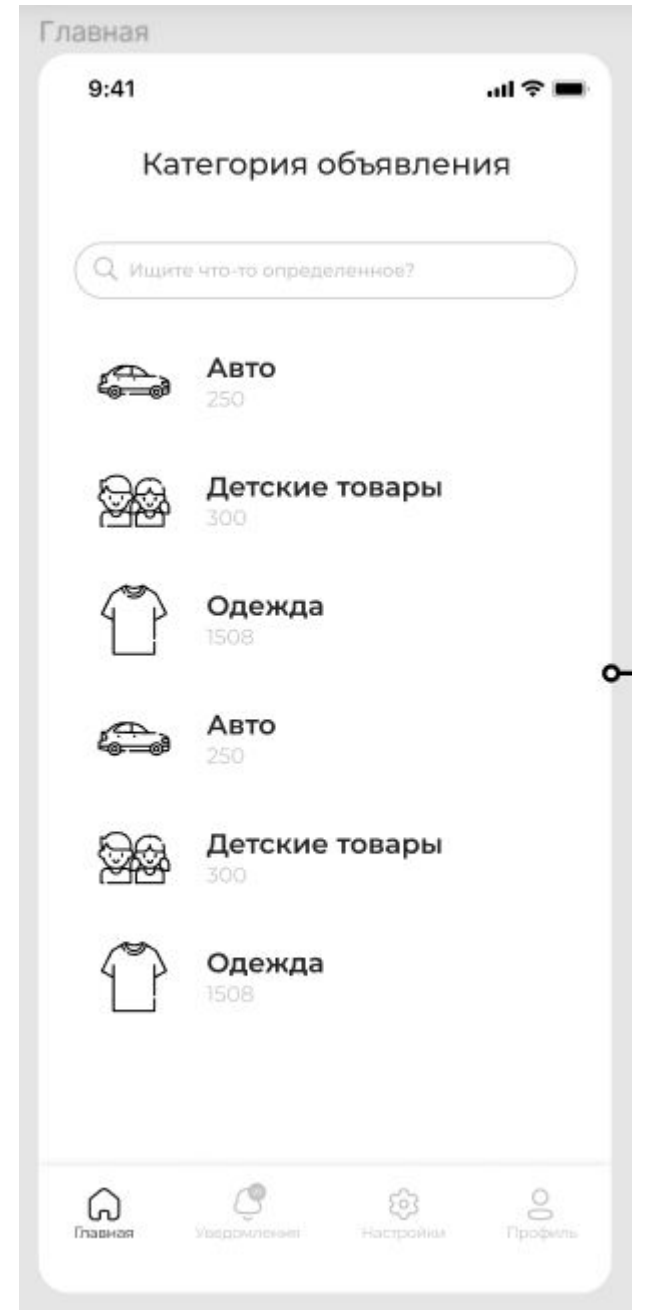 Главная
9:41
Категория объявления
Ищите что-то определенное?
Авто
250
Детские товары
300
Одежда
1508
Авто
250
Детские товары
300
Одежда
1508
Главная
Уведомления
Настройки
Профиль